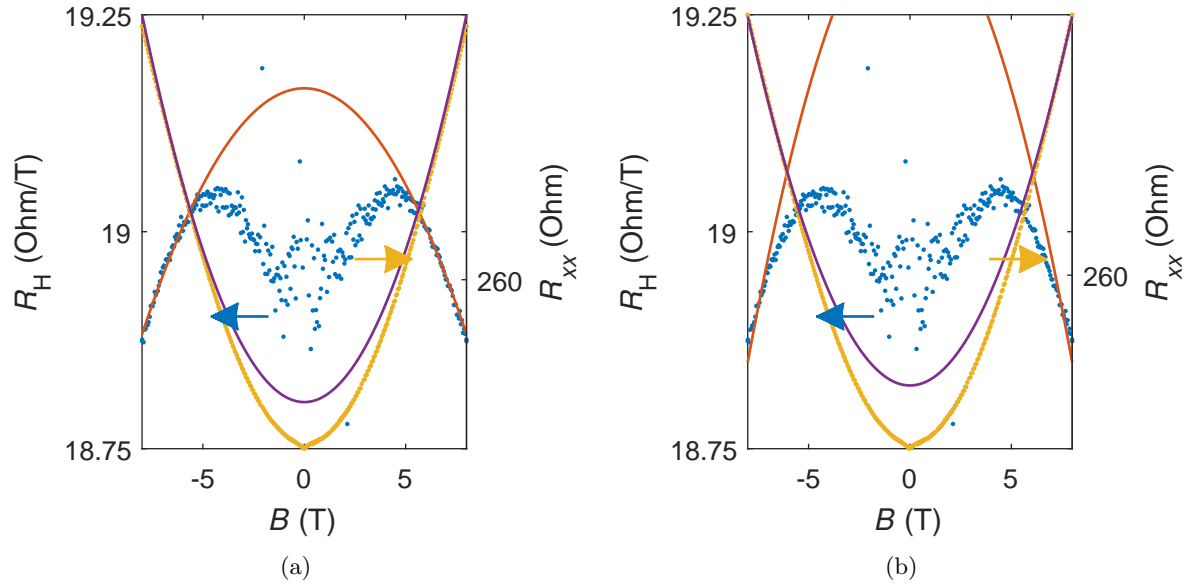 19.25
19
18.75
R_H (Ohm/T)
-5 0 5
B (T)
260
R_xx (Ohm)
(a)
19.25
19
18.75
R_H (Ohm/T)
-5 0 5
B (T)
260
R_xx (Ohm)
(b)